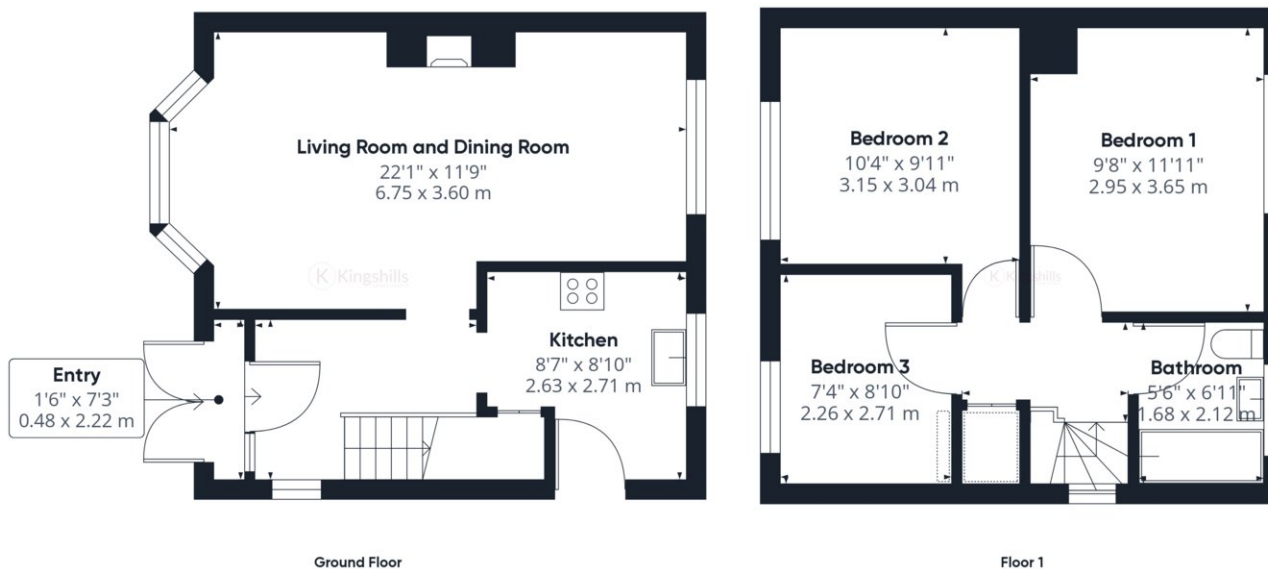 Living Room and Dining Room
22'1" x 11'9"
6.75 x 3.60 m
K Kingshills
Kitchen
8'7" x 8'10"
2.63 x 2.71 m
Entry
1'6" x 7'3"
0.48 x 2.22 m
Ground Floor
Bedroom 2
10'4" x 9'11"
3.15 x 3.04 m
Bedroom 1
9'8" x 11'11"
2.95 x 3.65 m
K Kingshills
Bedroom 3
7'4" x 8'10"
2.26 x 2.71 m
Bathroom
5'6" x 6'11"
1.68 x 2.12 m
Floor 1